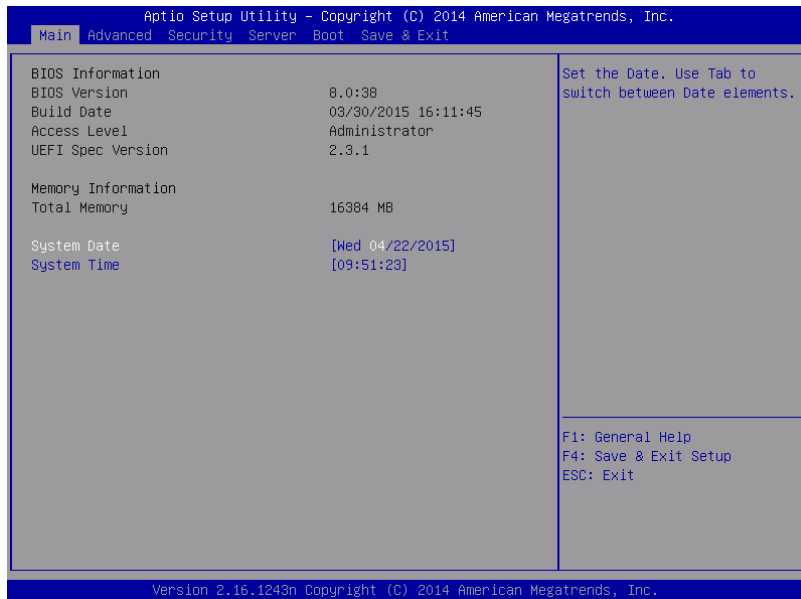 Aptio Setup Utility – Copyright (C) 2014 American Megatrends, Inc.
Main Advanced Security Server Boot Save & Exit
BIOS Information
BIOS Version 8.0:38
Build Date 03/30/2015 16:11:45
Access Level Administrator
UEFI Spec Version 2.3.1
Memory Information
Total Memory 16384 MB
System Date [Wed 04/22/2015]
System Time [09:51:23]
Set the Date. Use Tab to
switch between Date elements.
F1: General Help
F4: Save & Exit Setup
ESC: Exit
Version 2.16.1243n Copyright (C) 2014 American Megatrends, Inc.